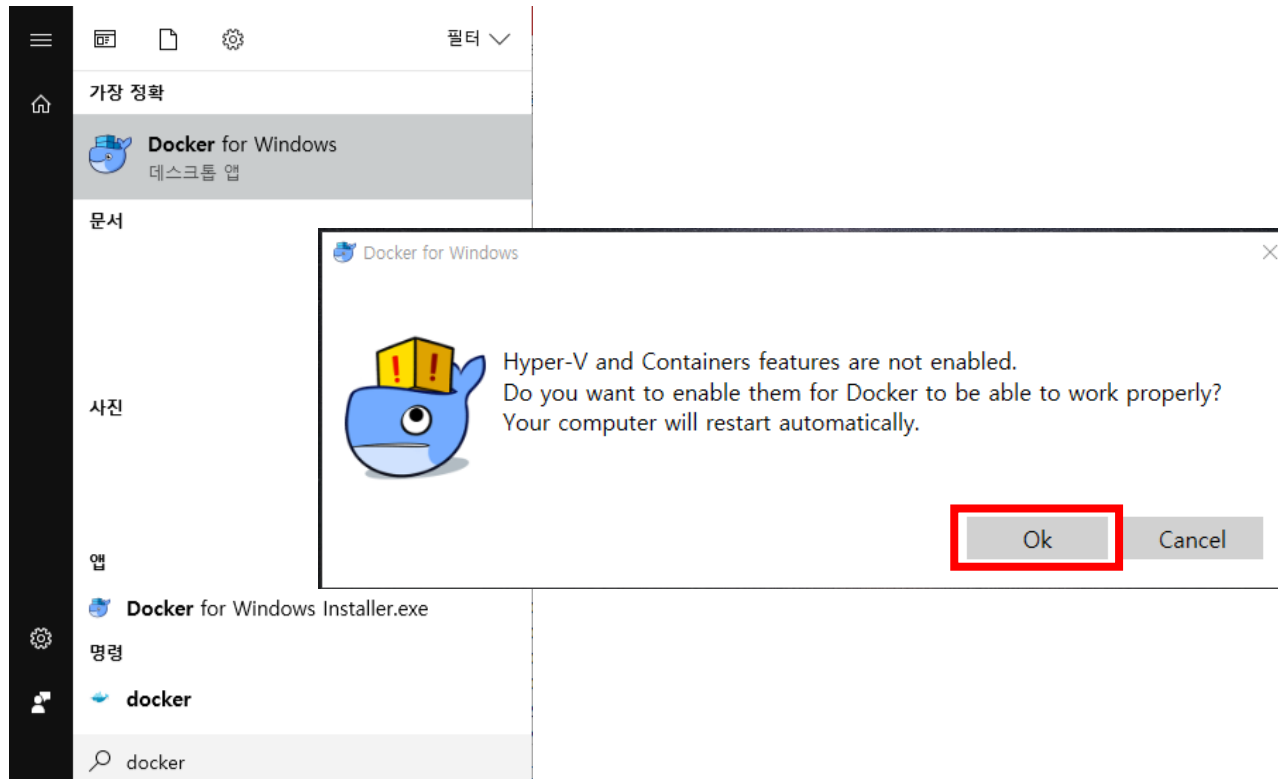 필터
가장 정확
Docker for Windows
데스크톱 앱
문서
Docker for Windows
Hyper-V and Containers features are not enabled.
Do you want to enable them for Docker to be able to work properly?
Your computer will restart automatically.
사진
Ok
Cancel
앱
Docker for Windows Installer.exe
명령
docker
docker